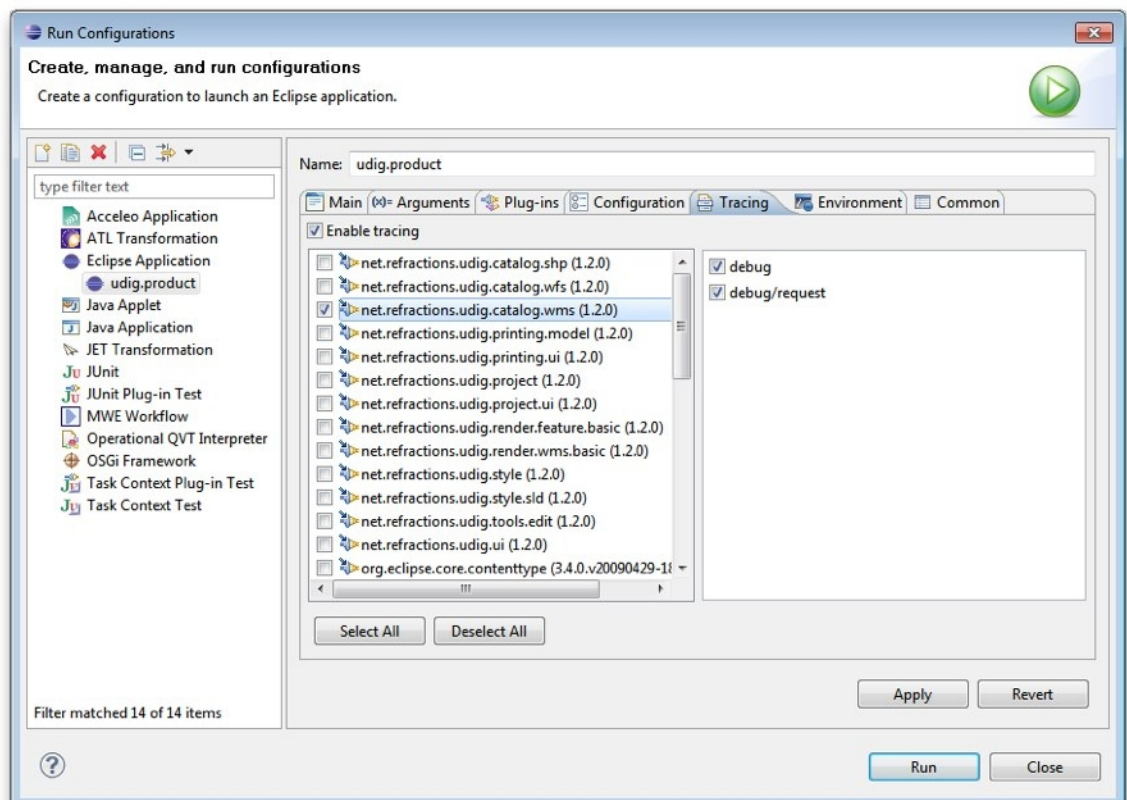 Run Configurations
Create, manage, and run configurations
Create a configuration to launch an Eclipse application.
type filter text
Acceleo Application
ATL Transformation
Eclipse Application
udig.product
Java Applet
Java Application
JET Transformation
JUnit
JUnit Plug-in Test
MWE Workflow
Operational QVT Interpreter
OSGi Framework
Task Context Plug-in Test
Task Context Test
Filter matched 14 of 14 items
Name: udig.product
Main (x)= Arguments Plug-ins Configuration Tracing Environment Common
Enable tracing
net.refractions.udig.catalog.shp (1.2.0)
net.refractions.udig.catalog.wfs (1.2.0)
net.refractions.udig.catalog.wms (1.2.0)
net.refractions.udig.printing.model (1.2.0)
net.refractions.udig.printing.ui (1.2.0)
net.refractions.udig.project (1.2.0)
net.refractions.udig.project.ui (1.2.0)
net.refractions.udig.render.feature.basic (1.2.0)
net.refractions.udig.render.wms.basic (1.2.0)
net.refractions.udig.style (1.2.0)
net.refractions.udig.style.sld (1.2.0)
net.refractions.udig.tools.edit (1.2.0)
net.refractions.udig.ui (1.2.0)
org.eclipse.core.contenttype (3.4.0.v20090429-18
debug
debug/request
Select All Deselect All
Apply Revert
Run Close